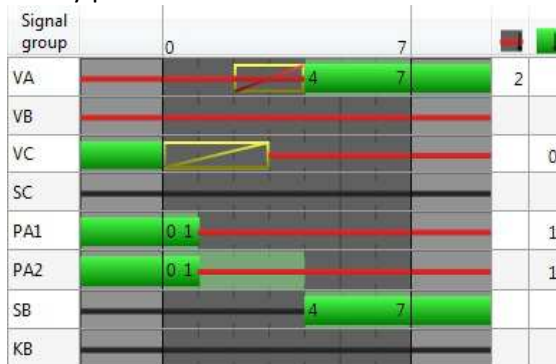 Signal
group 0 7
VA 4 7 2
VB
VC 0
SC
PA1 0 1 1
PA2 0 1 1
SB 4 7
KB